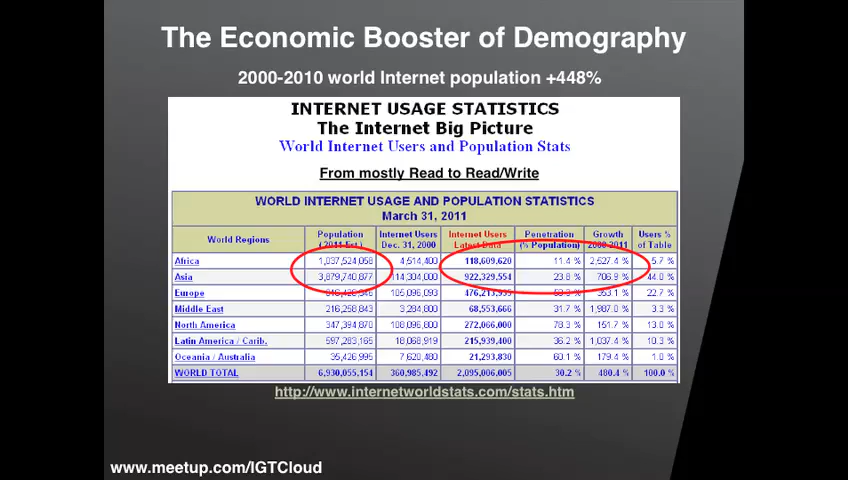 The Economic Booster of Demography
2000-2010 world Internet population +448%
INTERNET USAGE STATISTICS
The Internet Big Picture
World Internet Users and Population Stats
From mostly Read to Read/Write
WORLD INTERNET USAGE AND POPULATION STATISTICS
March 31, 2011
World Regions Population (2011 Est.) Internet Users Dec. 31, 2000 Internet Users Latest Data Penetration (% Population) Growth 2000-2011 Users % of Table
Africa 1,037,524,058 4,514,400 118,609,620 11.4 % 2,527.4 % 5.7 %
Asia 3,879,740,877 114,304,000 922,329,554 23.8 % 706.9 % 44.0 %
Europe 105,096,093 353.1 % 22.7 %
Middle East 216,258,843 3,284,800 68,553,666 31.7 % 1,987.0 % 3.3 %
North America 347,394,870 108,096,800 272,066,000 78.3 % 151.7 % 13.0 %
Latin America / Carib. 597,283,165 18,068,919 215,939,400 36.2 % 1,037.4 % 10.3 %
Oceania / Australia 35,426,995 7,620,480 21,293,830 60.1 % 179.4 % 1.0 %
WORLD TOTAL 6,930,055,154 360,985,492 2,095,006,005 30.2 % 480.4 % 100.0 %
http://www.internetworldstats.com/stats.htm
www.meetup.com/IGTCloud